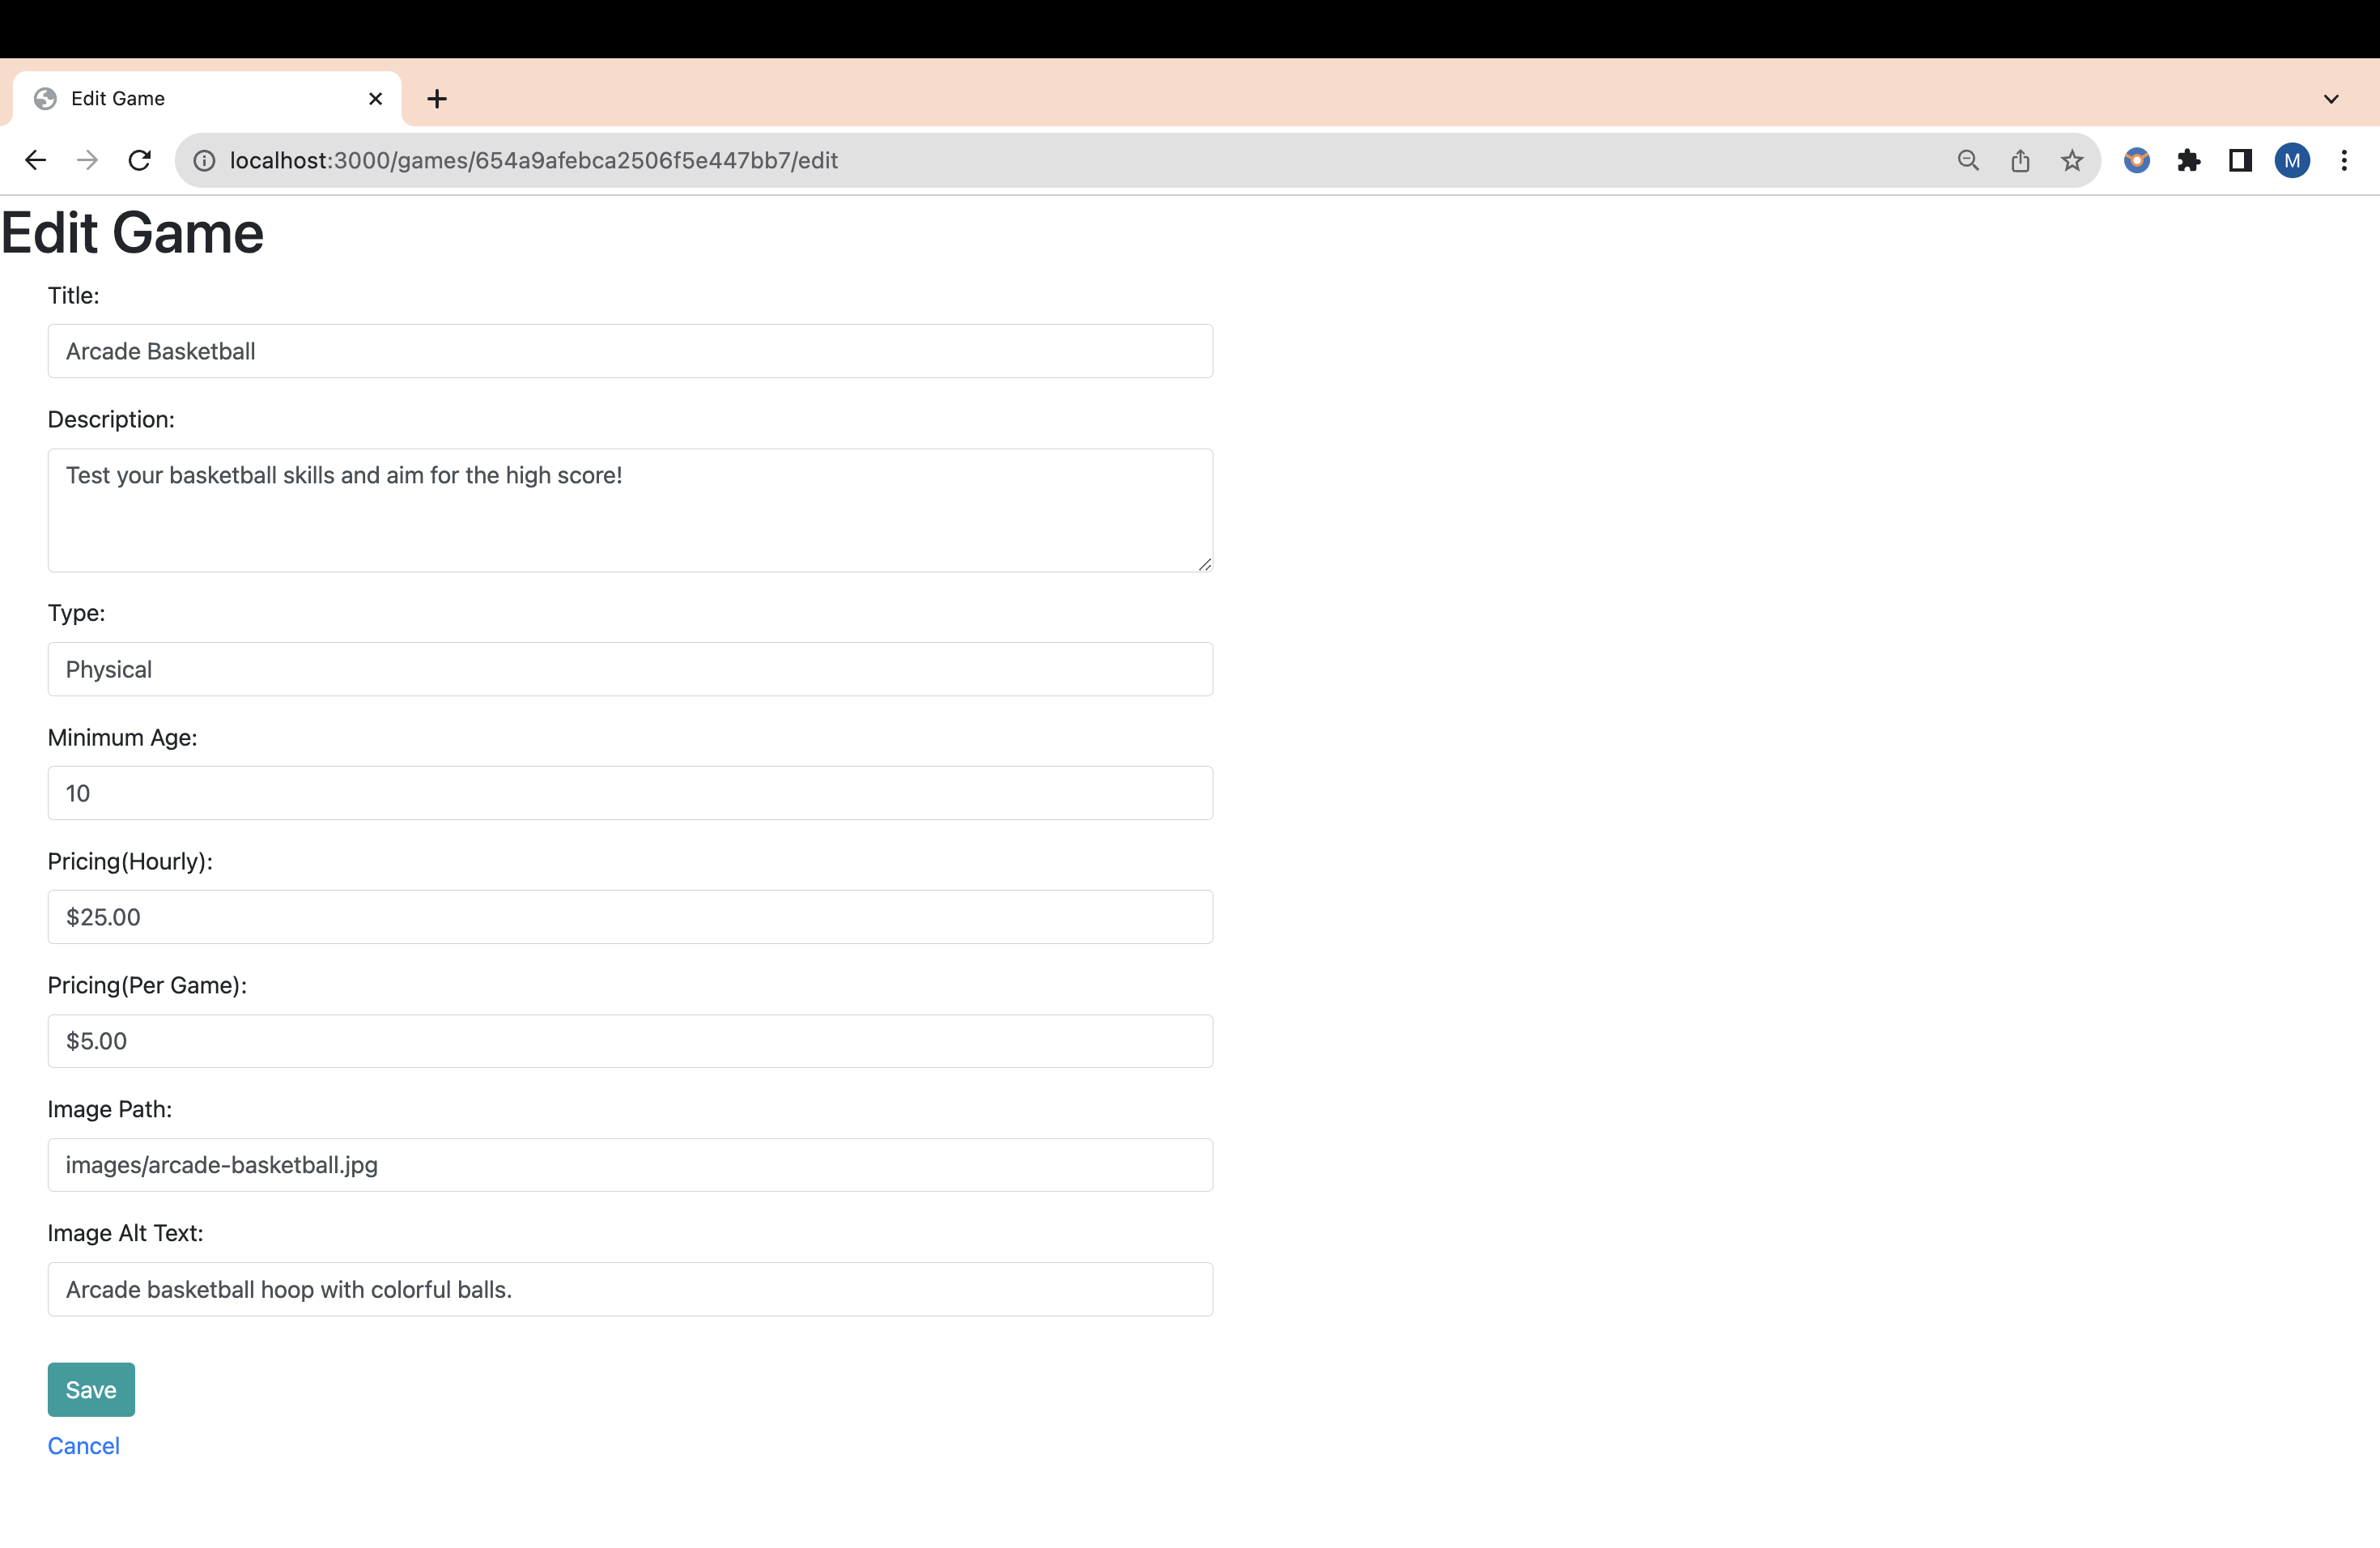 Edit Game
localhost:3000/games/654a9afebca2506f5e447bb7/edit
M
Edit Game
Title:
Arcade Basketball
Description:
Test your basketball skills and aim for the high score!
Type:
Physical
Minimum Age:
10
Pricing(Hourly):
$25.00
Pricing(Per Game):
$5.00
Image Path:
images/arcade-basketball.jpg
Image Alt Text:
Arcade basketball hoop with colorful balls.
Save
Cancel